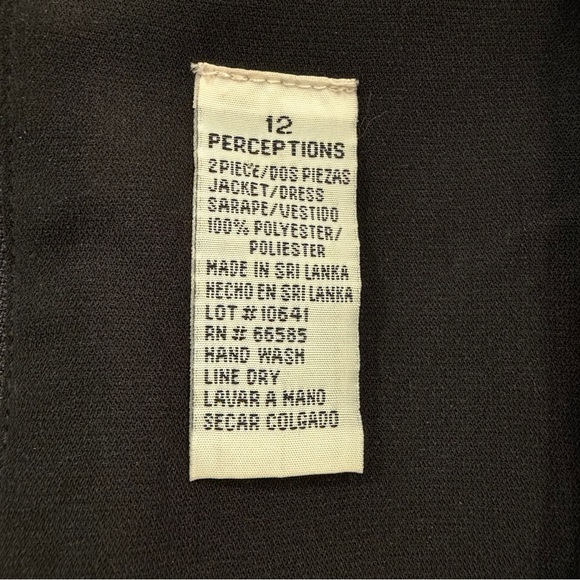 12
PERCEPTIONS
2PIECE/DOS PIEZAS
JACKET/DRESS
SARAPE/VESTIDO
100% POLYESTER/
POLIESTER
MADE IN SRI LANKA
HECHO EN SRI LANKA
LOT # 10641
RN # 66585
HAND WASH
LINE DRY
LAVAR A MANO
SECAR COLGADO